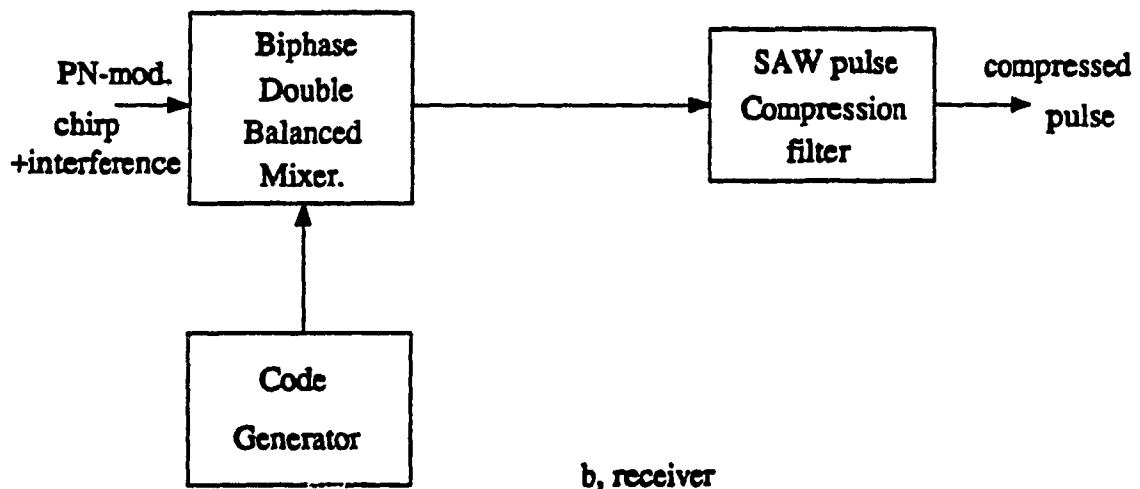 PN-mod.
chirp
+interference
Biphase
Double
Balanced
Mixer.
SAW pulse
Compression
filter
compressed
pulse
Code
Generator
b, receiver